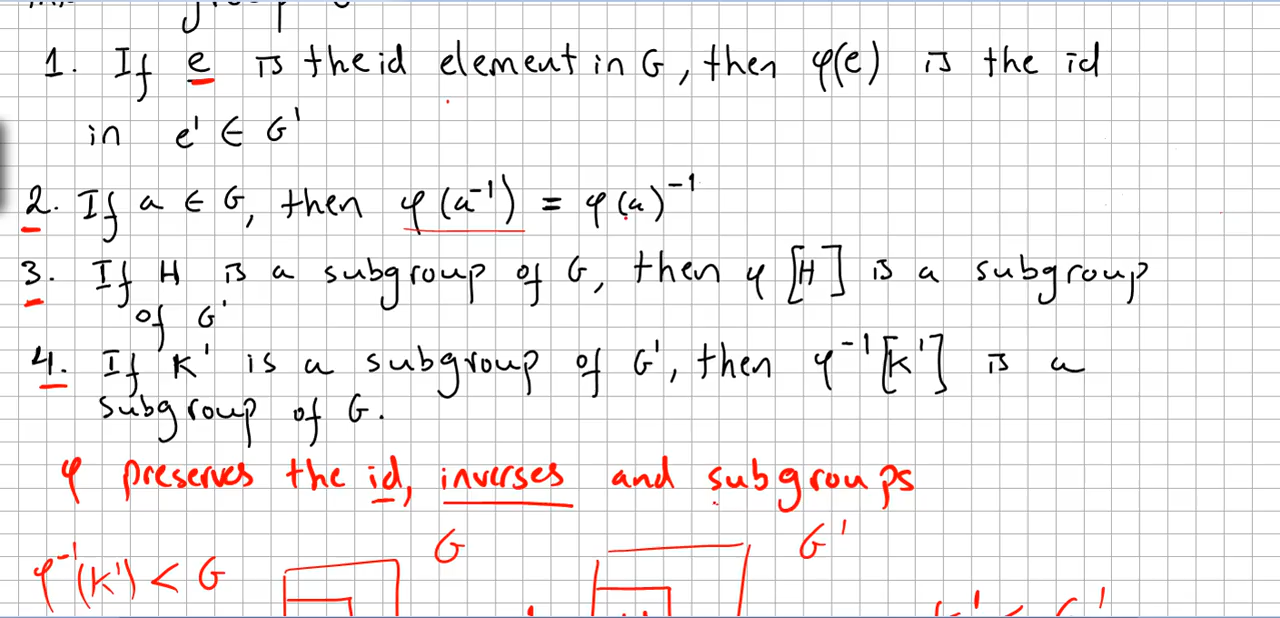 group
1. If e is the id element in G, then φ(e) is the id
in e' ∈ G'
2. If a ∈ G, then φ(a⁻¹) = φ(a)⁻¹
3. If H is a subgroup of G, then φ[H] is a subgroup
of G'
4. If K' is a subgroup of G', then φ⁻¹[K'] is a
subgroup of G.
φ preserves the id, inverses and subgroups
G G'
φ⁻¹(K') < G